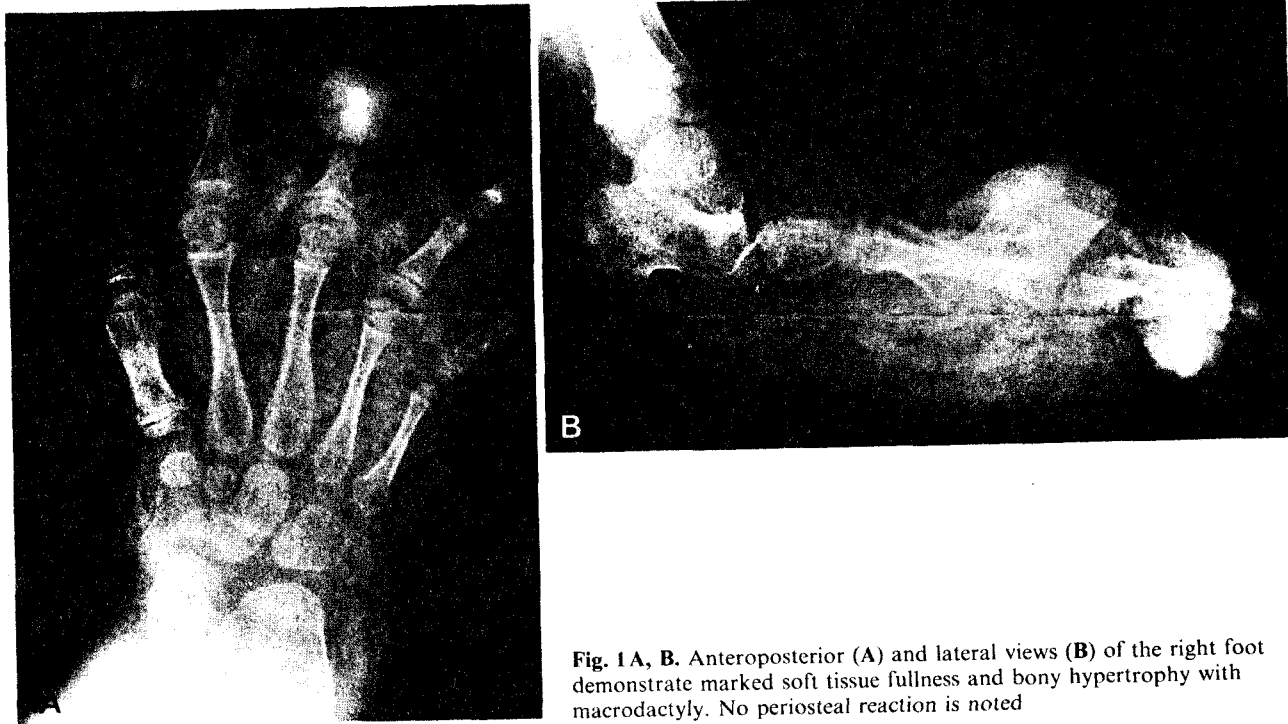 A
B
Fig. 1 A, B. Anteroposterior (A) and lateral views (B) of the right foot
demonstrate marked soft tissue fullness and bony hypertrophy with
macrodactyly. No periosteal reaction is noted